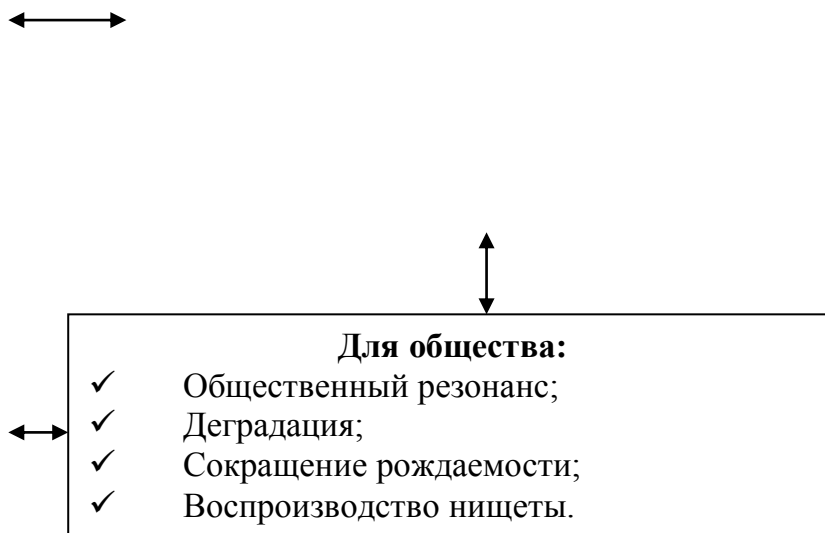 Для общества:
✓ Общественный резонанс;
✓ Деградация;
✓ Сокращение рождаемости;
✓ Воспроизводство нищеты.